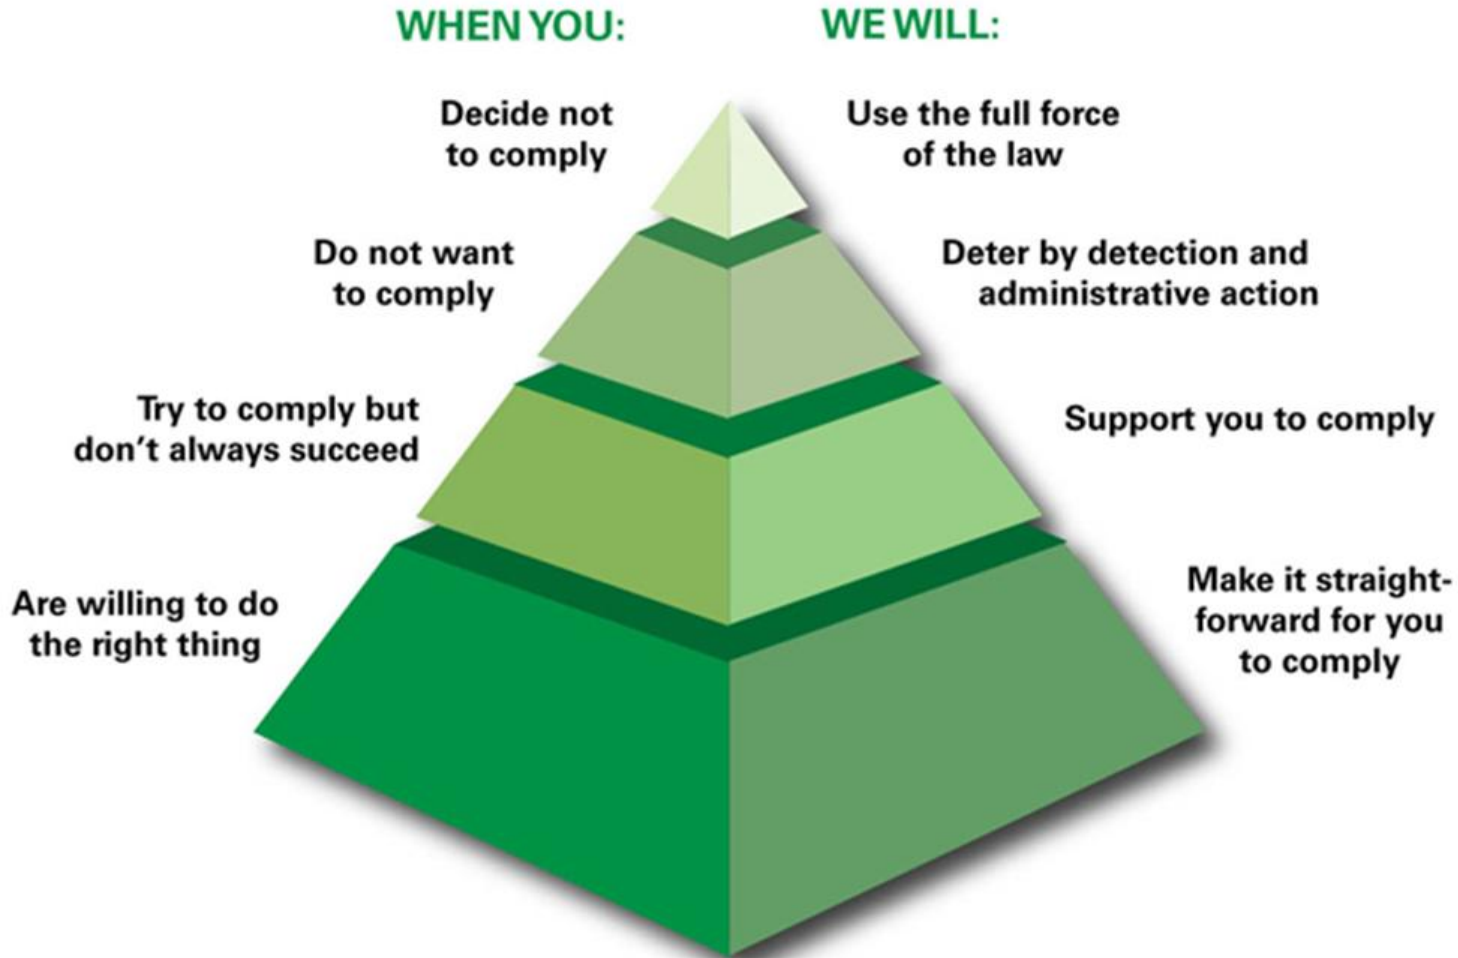 WHEN YOU:
WE WILL:
Decide not
to comply
Use the full force
of the law
Do not want
to comply
Deter by detection and
administrative action
Try to comply but
don't always succeed
Support you to comply
Are willing to do
the right thing
Make it straight-
forward for you
to comply